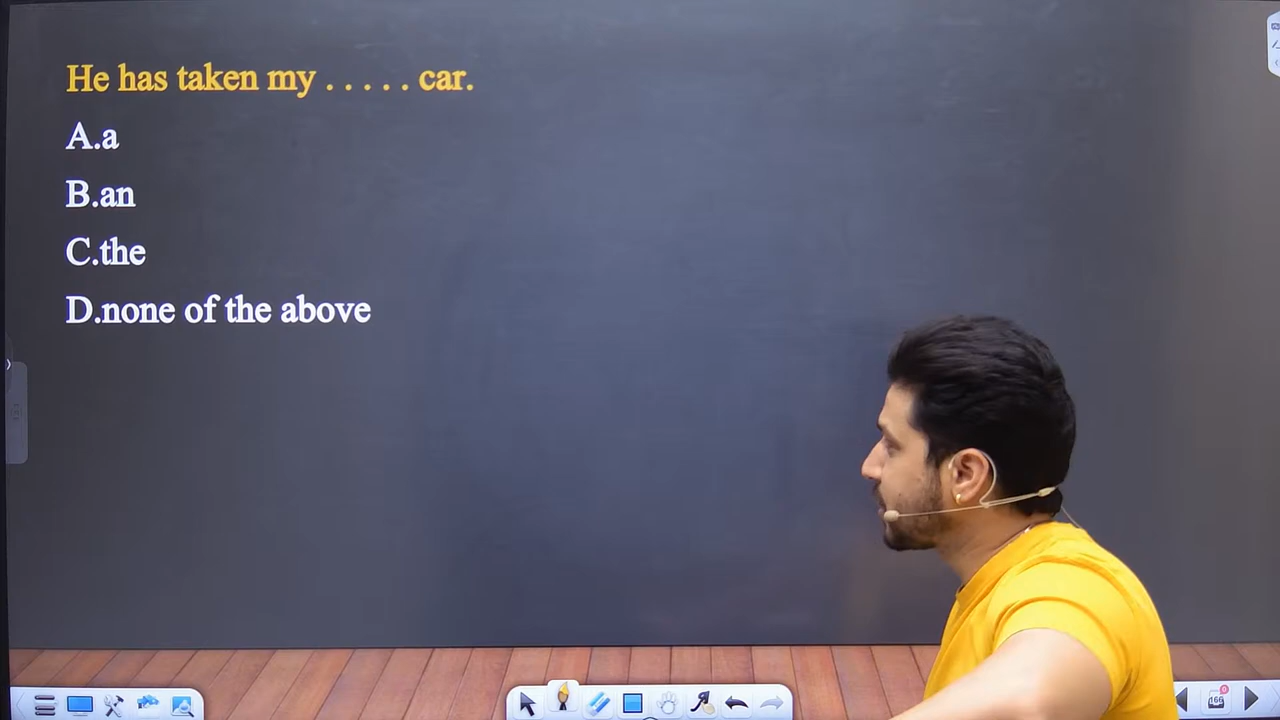 He has taken my . . . . . car.
A.a
B.an
C.the
D.none of the above